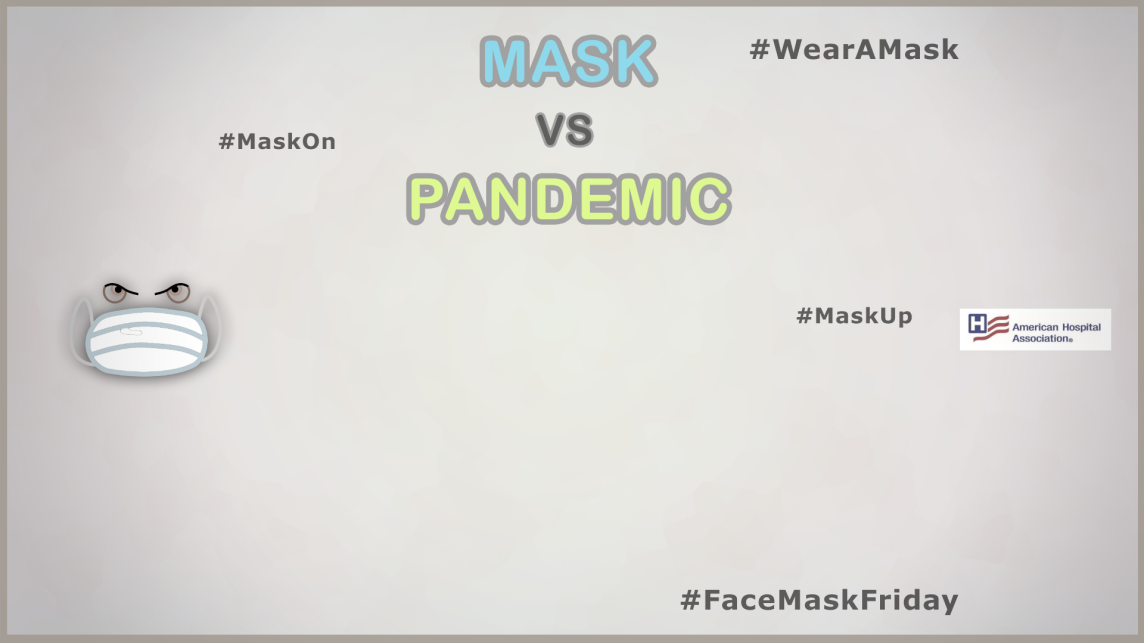 MASK
#WearAMask
VS
#MaskOn
PANDEMIC
#MaskUp
H
American Hospital
Association®
#FaceMaskFriday